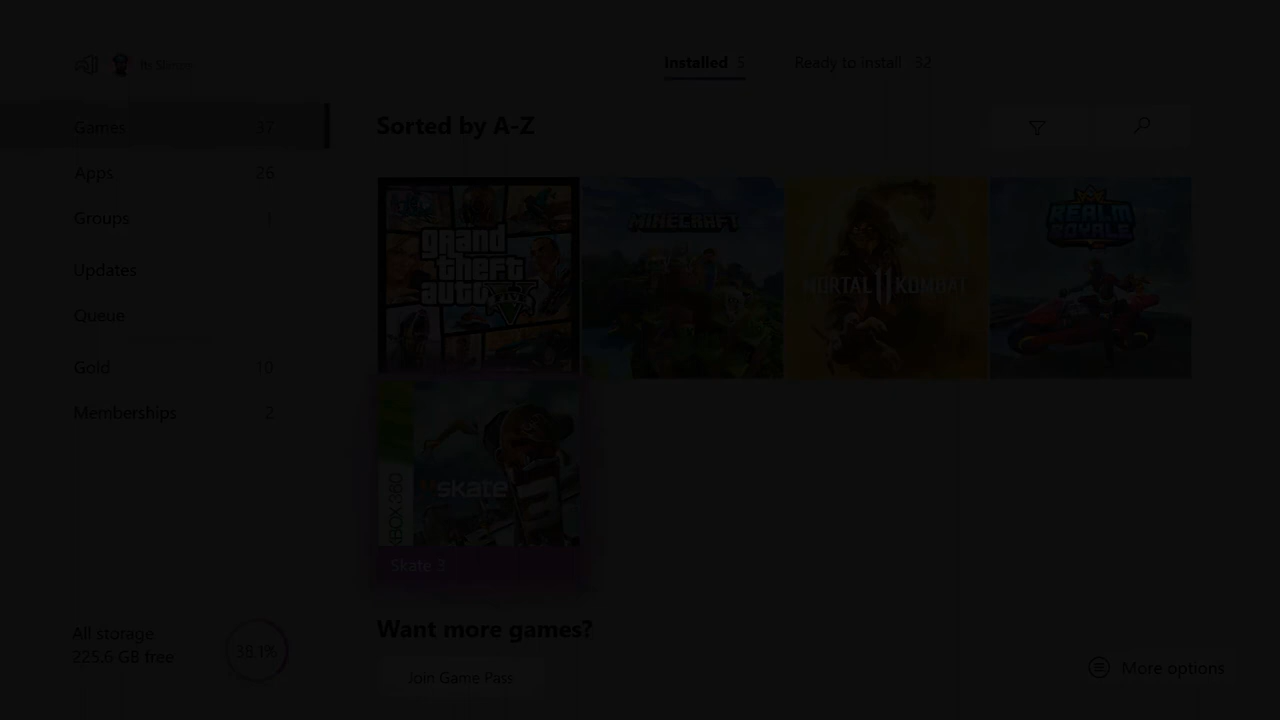 Installed 5 Ready to install 32
Games 37
Apps 26
Groups 1
Updates
Queue
Gold 10
Memberships 2
All storage
225.6 GB free
38.1%
Sorted by A-Z
grand
theft
auto
V
MINECRAFT
MORTAL KOMBAT
11
REALM
ROYALE
XBOX 360
skate 3
Skate 3
Want more games?
Join Game Pass
More options